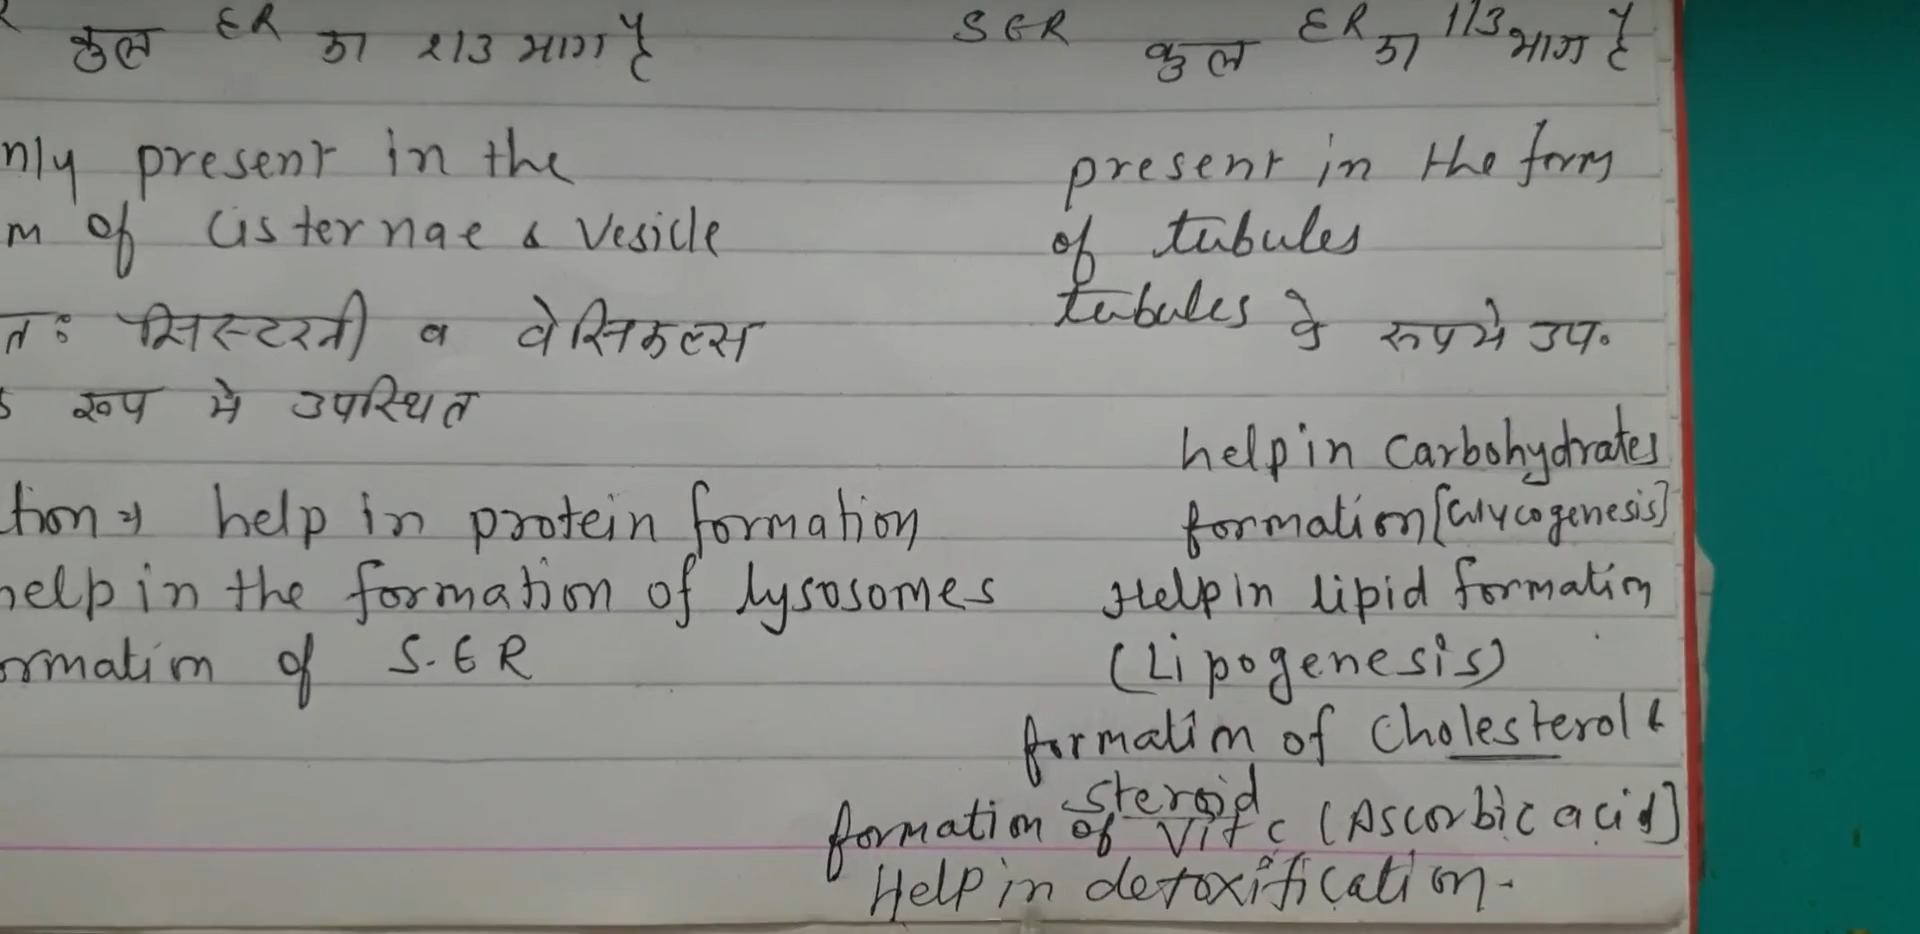 कुल ER का 2/3 भाग है
nly present in the
m of Cisternae & Vesicle
तः सिस्टरनी व वेसिकल्स
रूप मे उपस्थित
tion ⇒ help in protein formation
help in the formation of lysosomes
ormation of S.ER
SER कुल ER का 1/3 भाग है
present in the form
of tubules
tubules के रूप मे उप.
help in Carbohydrates
formation [Glycogenesis]
Help in lipid formation
(Lipogenesis)
formation of Cholesterol &
steroid
formation of Vit C (Ascorbic acid]
Help in detoxification.